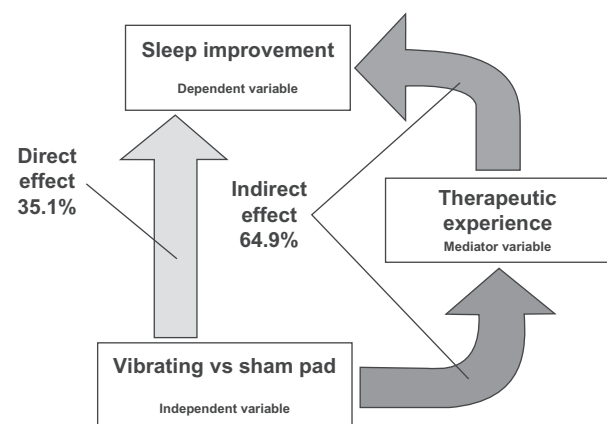 Sleep improvement
Dependent variable
Direct
effect
35.1%
Indirect
effect
64.9%
Therapeutic
experience
Mediator variable
Vibrating vs sham pad
Independent variable